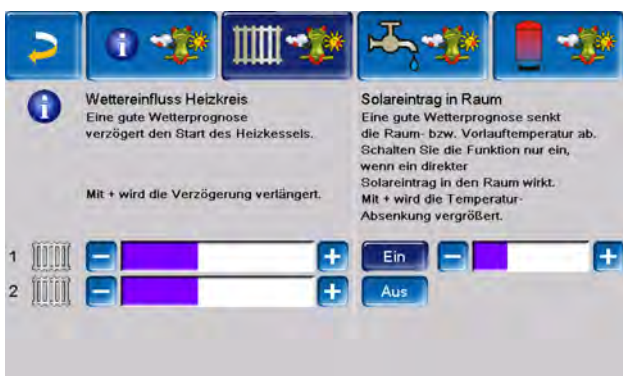 Wettereinfluss Heizkreis
Eine gute Wetterprognose
verzögert den Start des Heizkessels.
Mit + wird die Verzögerung verlängert.
Solareintrag in Raum
Eine gute Wetterprognose senkt
die Raum- bzw. Vorlauftemperatur ab.
Schalten Sie die Funktion nur ein,
wenn ein direkter
Solareintrag in den Raum wirkt.
Mit + wird die Temperatur-
Absenkung vergrößert.
1 - + Ein - +
2 - + Aus